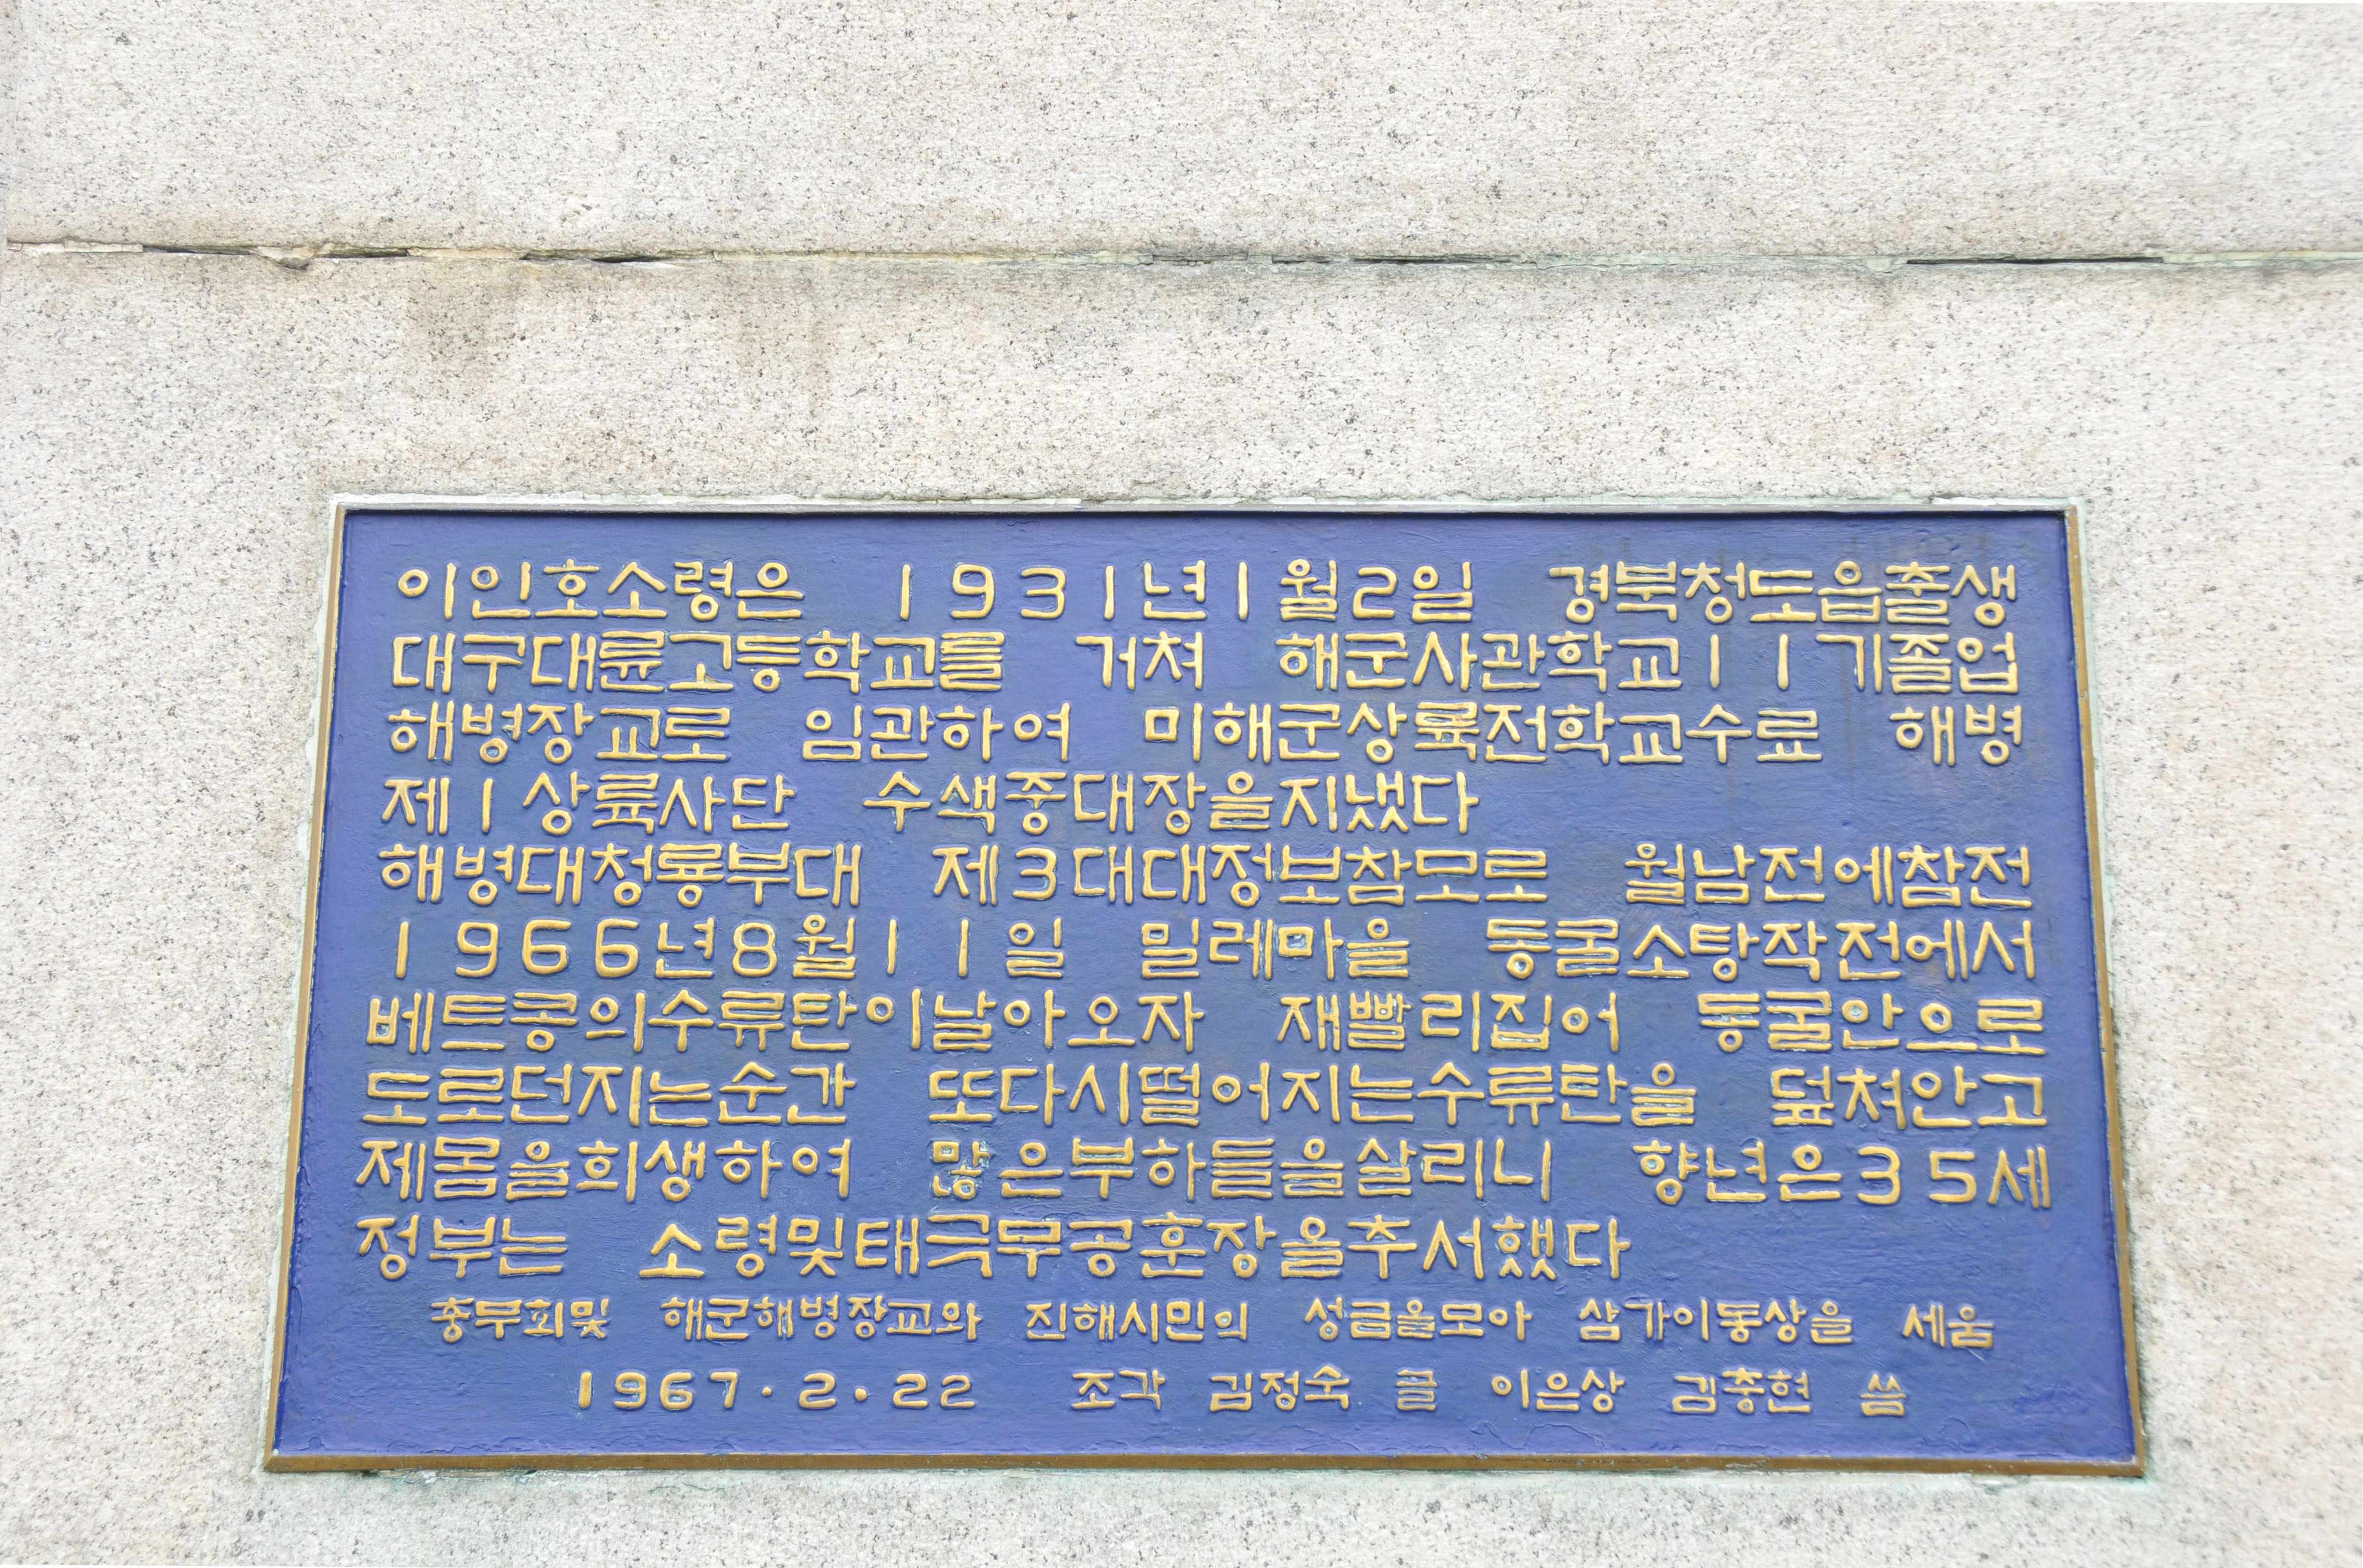 이인호소령은 1931년1월2일 경북청도읍출생
대구대륜고등학교를 거쳐 해군사관학교11기졸업
해병장교로 임관하여 미해군상륙전학교수료 해병
제1상륙사단 수색중대장을지냈다
해병대청룡부대 제3대대정보참모로 월남전에참전
1966년8월11일 밀레마을 동굴소탕작전에서
베트콩의수류탄이날아오자 재빨리집어 동굴안으로
도로던지는순간 또다시떨어지는수류탄을 덮쳐안고
제몸을희생하여 많은부하들을살리니 향년은35세
정부는 소령및태극무공훈장을추서했다
충무회및 해군해병장교와 진해시민의 성금을모아 삼가이동상을 세움
1967.2.22 조각 김정숙 글 이은상 김충현 씀